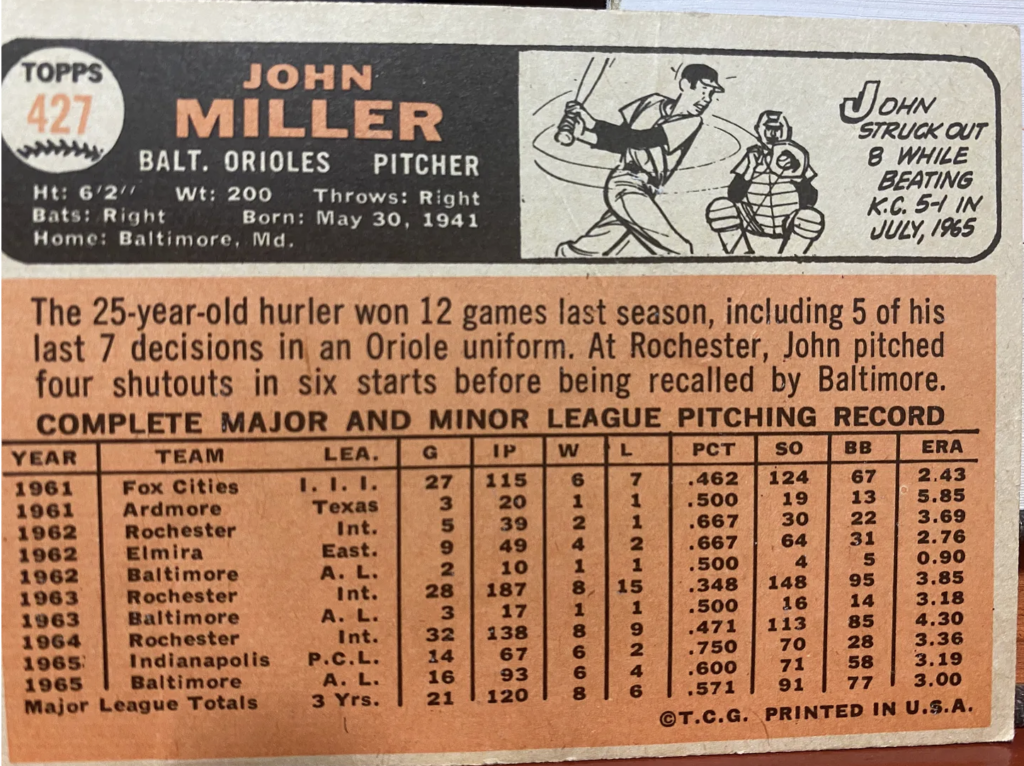 TOPPS
427
JOHN
MILLER
BALT. ORIOLES PITCHER
Ht: 6'2" Wt: 200 Throws: Right
Bats: Right Born: May 30, 1941
Home: Baltimore, Md.
JOHN
STRUCK OUT
8 WHILE
BEATING
K.C. 5-1 IN
JULY, 1965
The 25-year-old hurler won 12 games last season, including 5 of his
last 7 decisions in an Oriole uniform. At Rochester, John pitched
four shutouts in six starts before being recalled by Baltimore.
COMPLETE MAJOR AND MINOR LEAGUE PITCHING RECORD
YEAR TEAM LEA. G IP W L PCT SO BB ERA
1961 Fox Cities I. I. I. 27 115 6 7 .462 124 67 2.43
1961 Ardmore Texas 3 20 1 1 .500 19 13 5.85
1962 Rochester Int. 5 39 2 1 .667 30 22 3.69
1962 Elmira East. 9 49 4 2 .667 64 31 2.76
1962 Baltimore A. L. 2 10 1 1 .500 4 5 0.90
1963 Rochester Int. 28 187 8 15 .348 148 95 3.85
1963 Baltimore A. L. 3 17 1 1 .500 16 14 3.18
1964 Rochester Int. 32 138 8 9 .471 113 85 4.30
1965 Indianapolis P.C.L. 14 67 6 2 .750 70 28 3.36
1965 Baltimore A. L. 16 93 6 4 .600 71 58 3.19
Major League Totals 3 Yrs. 21 120 8 6 .571 91 77 3.00
©T.C.G. PRINTED IN U.S.A.